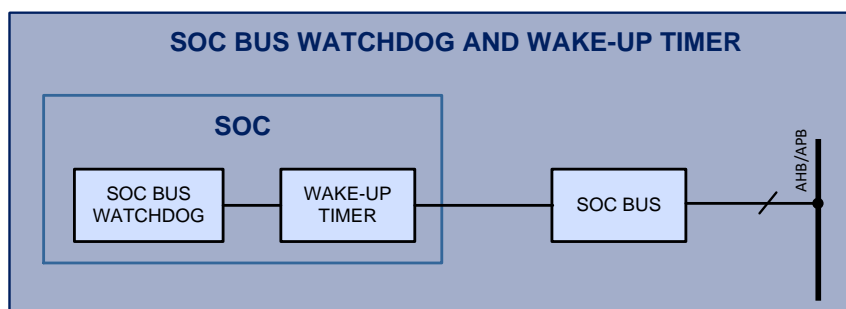 SOC BUS WATCHDOG AND WAKE-UP TIMER
SOC
SOC BUS
WATCHDOG
WAKE-UP
TIMER
SOC BUS
AHB/APB